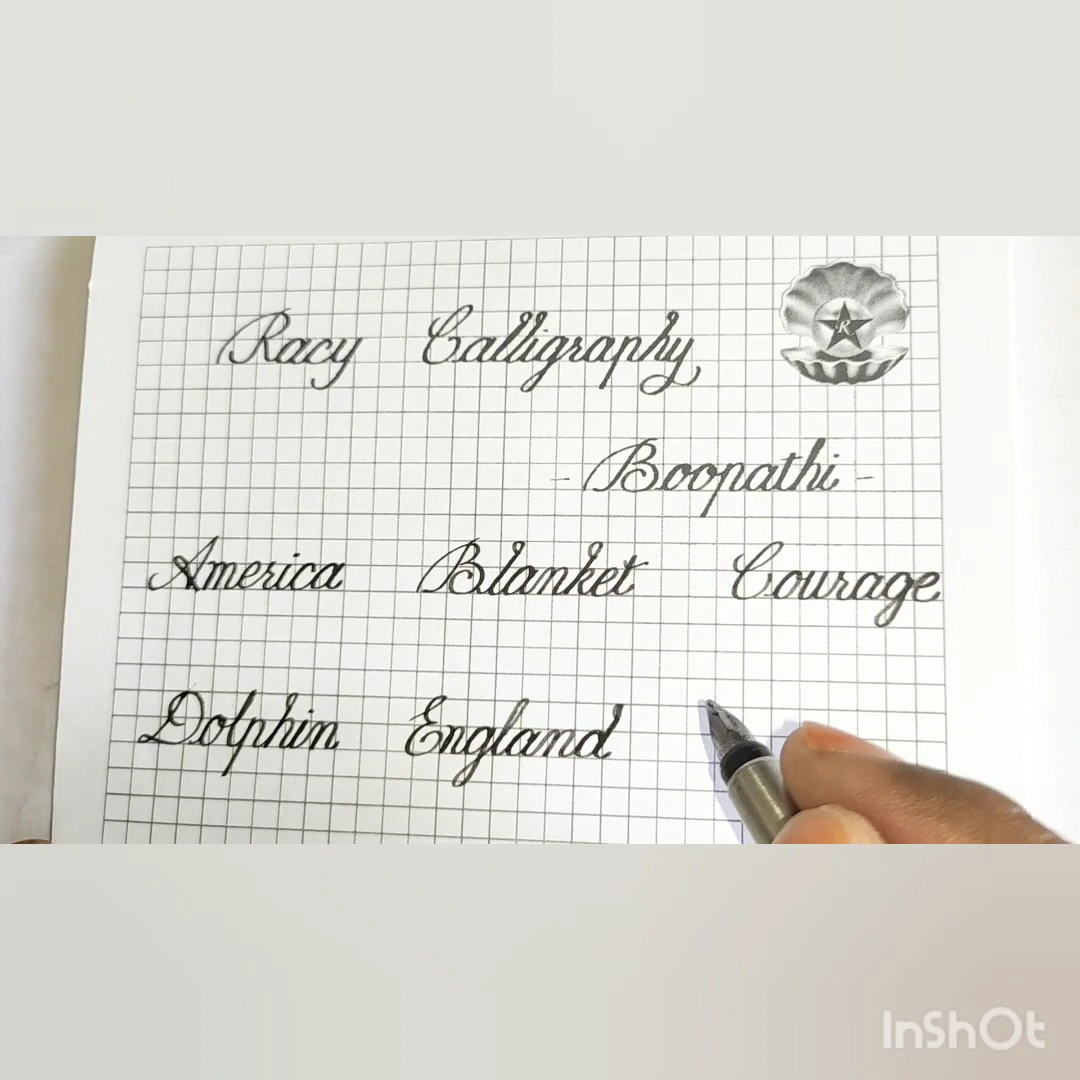 Racy Calligraphy
R
- Boopathi -
America Blanket Courage
Dolphin England
InShOt